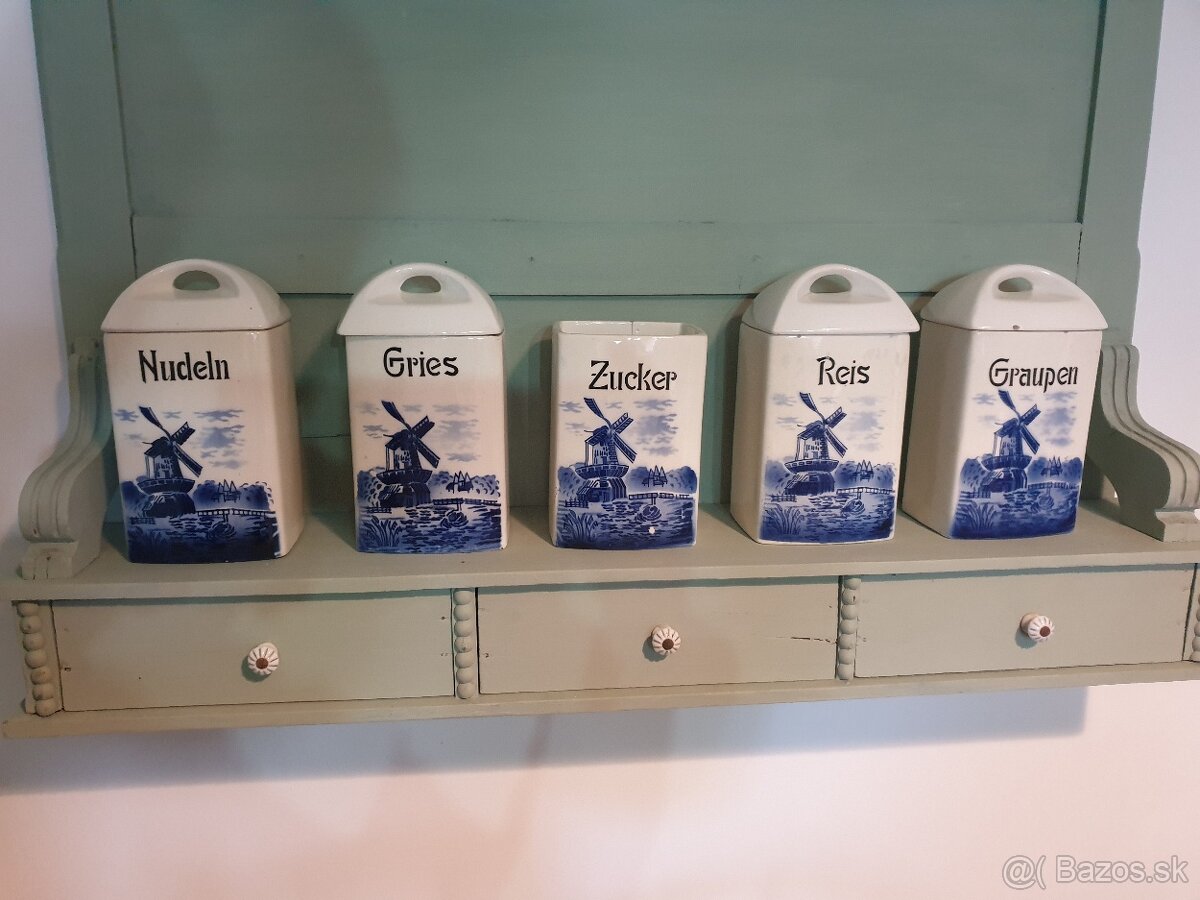 Nudeln
Gries
Zucker
Reis
Graupen
@( Bazos.sk